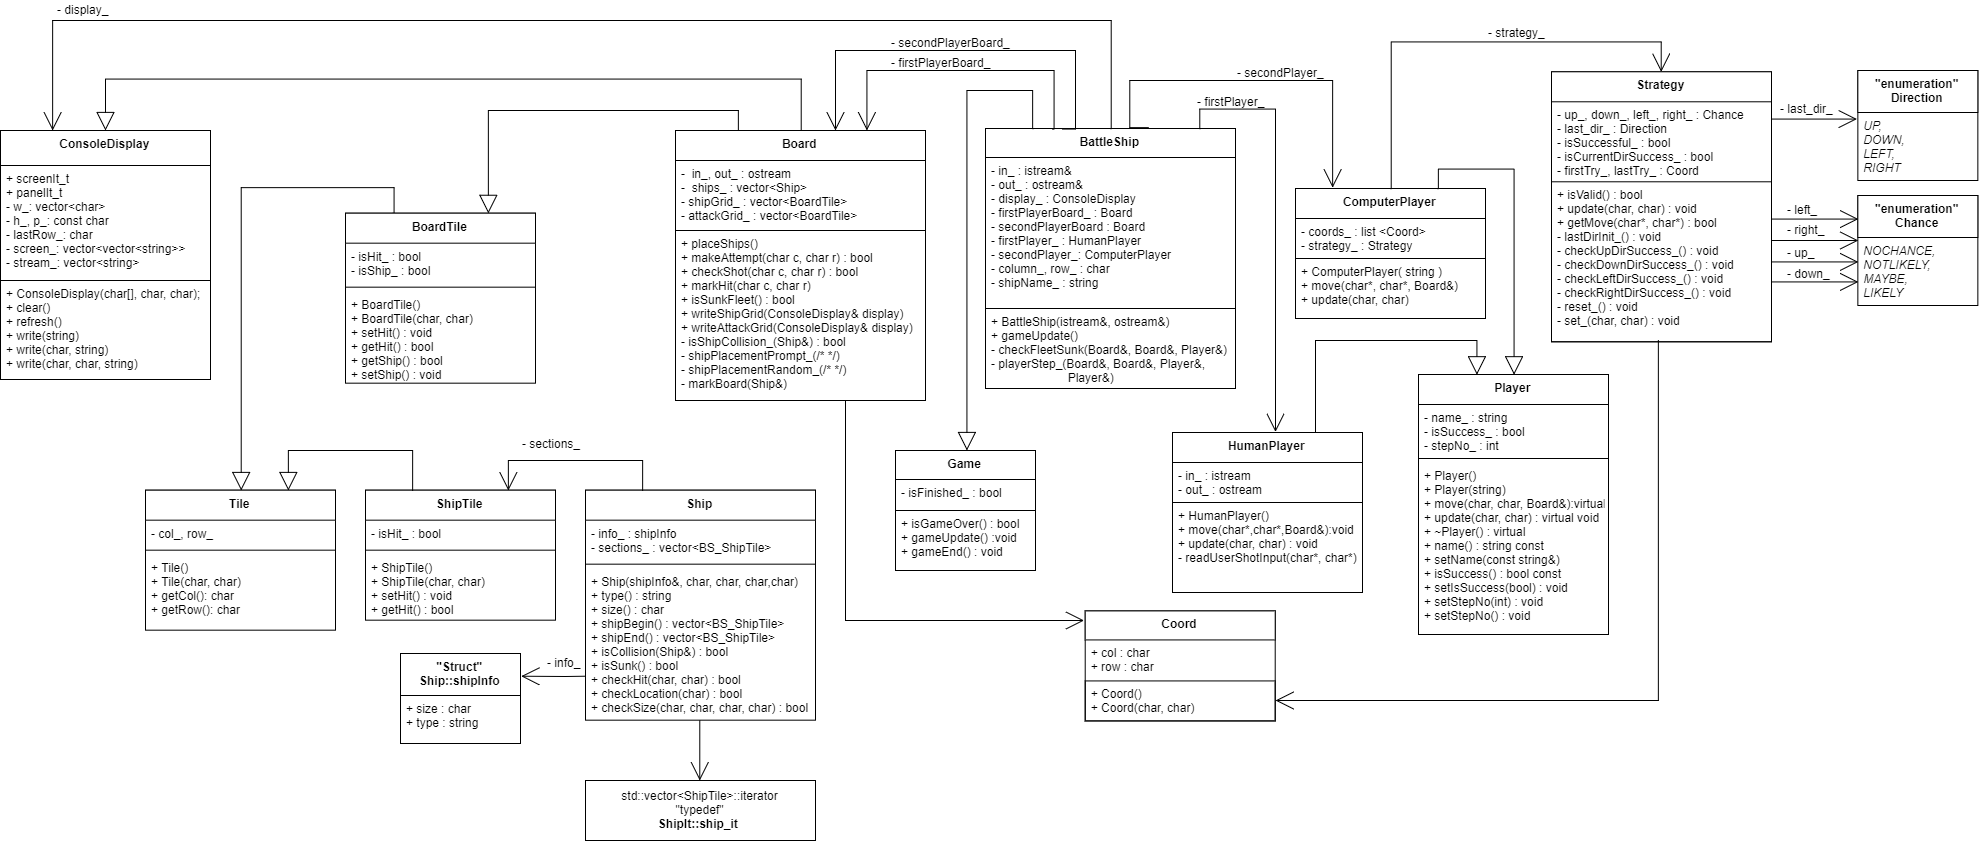 - display_
- secondPlayerBoard_
- firstPlayerBoard_
- secondPlayer_
- firstPlayer_
- strategy_
ConsoleDisplay
+ screenIt_t
+ panelIt_t
- w_: vector<char>
- h_, p_: const char
- lastRow_: char
- screen_: vector<vector<string>>
- stream_: vector<string>
+ ConsoleDisplay(char[], char, char);
+ clear()
+ refresh()
+ write(string)
+ write(char, string)
+ write(char, char, string)
BoardTile
- isHit_ : bool
- isShip_ : bool
+ BoardTile()
+ BoardTile(char, char)
+ setHit() : void
+ getHit() : bool
+ getShip() : bool
+ setShip() : void
Board
- in_, out_ : ostream
- ships_ : vector<Ship>
- shipGrid_ : vector<BoardTile>
- attackGrid_ : vector<BoardTile>
+ placeShips()
+ makeAttempt(char c, char r) : bool
+ checkShot(char c, char r) : bool
+ markHit(char c, char r)
+ isSunkFleet() : bool
+ writeShipGrid(ConsoleDisplay& display)
+ writeAttackGrid(ConsoleDisplay& display)
- isShipCollision_(Ship&) : bool
- shipPlacementPrompt_(/* */)
- shipPlacementRandom_(/* */)
- markBoard(Ship&)
BattleShip
- in_ : istream&
- out_ : ostream&
- display_ : ConsoleDisplay
- firstPlayerBoard_ : Board
- secondPlayerBoard : Board
- firstPlayer_ : HumanPlayer
- secondPlayer_: ComputerPlayer
- column_, row_ : char
- shipName_ : string
+ BattleShip(istream&, ostream&)
+ gameUpdate()
- checkFleetSunk(Board&, Board&, Player&)
- playerStep_(Board&, Board&, Player&,
Player&)
ComputerPlayer
- coords_ : list <Coord>
- strategy_ : Strategy
+ ComputerPlayer( string )
+ move(char*, char*, Board&)
+ update(char, char)
Strategy
- up_, down_, left_, right_ : Chance
- last_dir_ : Direction
- isSuccessful_ : bool
- isCurrentDirSuccess_ : bool
- firstTry_, lastTry_ : Coord
+ isValid() : bool
+ update(char, char) : void
+ getMove(char*, char*) : bool
- lastDirInit_() : void
- checkUpDirSuccess_() : void
- checkDownDirSuccess_() : void
- checkLeftDirSuccess_() : void
- checkRightDirSuccess_() : void
- reset_() : void
- set_(char, char) : void
- last_dir_
"enumeration"
Direction
UP,
DOWN,
LEFT,
RIGHT
- left_
- right_
- up_
- down_
"enumeration"
Chance
NOCHANCE,
NOTLIKELY,
MAYBE,
LIKELY
Player
- name_ : string
- isSuccess_ : bool
- stepNo_ : int
+ Player()
+ Player(string)
+ move(char, char, Board&):virtual
+ update(char, char) : virtual void
+ ~Player() : virtual
+ name() : string const
+ setName(const string&)
+ isSuccess() : bool const
+ setIsSuccess(bool) : void
+ setStepNo(int) : void
+ setStepNo() : void
HumanPlayer
- in_ : istream
- out_ : ostream
+ HumanPlayer()
+ move(char*,char*,Board&):void
+ update(char, char) : void
- readUserShotInput(char*, char*)
Game
- isFinished_ : bool
+ isGameOver() : bool
+ gameUpdate() :void
+ gameEnd() : void
- sections_
Tile
- col_, row_
+ Tile()
+ Tile(char, char)
+ getCol(): char
+ getRow(): char
ShipTile
- isHit_ : bool
+ ShipTile()
+ ShipTile(char, char)
+ setHit() : void
+ getHit() : bool
Ship
- info_ : shipInfo
- sections_ : vector<BS_ShipTile>
+ Ship(shipInfo&, char, char, char,char)
+ type() : string
+ size() : char
+ shipBegin() : vector<BS_ShipTile>
+ shipEnd() : vector<BS_ShipTile>
+ isCollision(Ship&) : bool
+ isSunk() : bool
+ checkHit(char, char) : bool
+ checkLocation(char) : bool
+ checkSize(char, char, char, char) : bool
- info_
"Struct"
Ship::shipInfo
+ size : char
+ type : string
Coord
+ col : char
+ row : char
+ Coord()
+ Coord(char, char)
std::vector<ShipTile>::iterator
"typedef"
ShipIt::ship_it